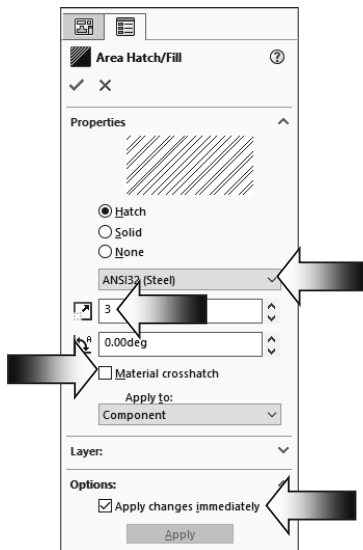 Area Hatch/Fill
Properties
Hatch
Solid
None
ANSI32 (Steel)
3
0.00deg
Material crosshatch
Apply to:
Component
Layer:
Options:
Apply changes immediately
Apply